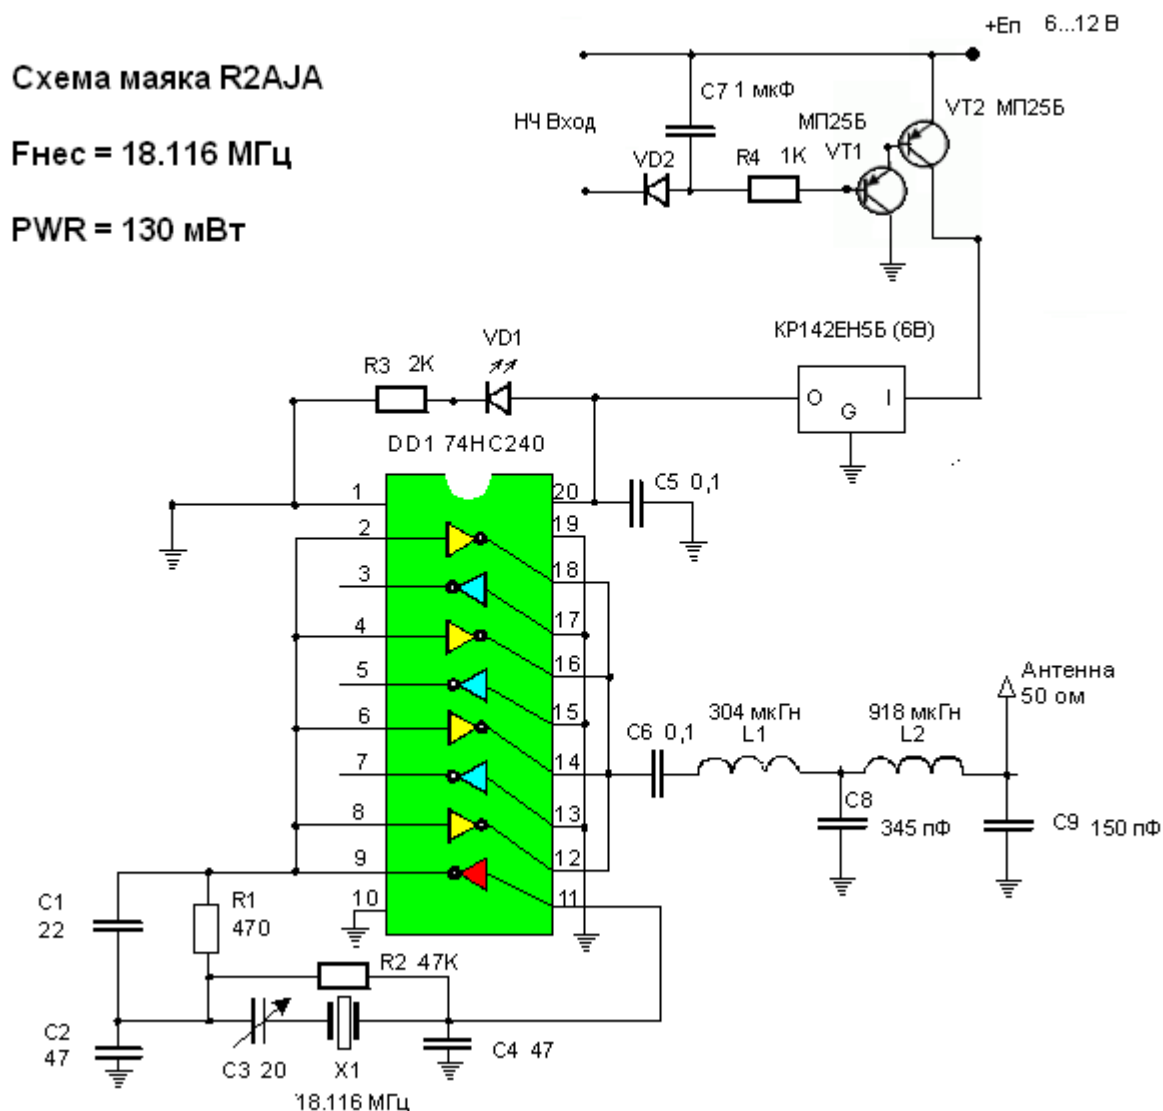 +Еп 6...12 В
Схема маяка R2AJA
C7 1 мкФ
НЧ Вход
МП25Б
VT2 МП25Б
Fнес = 18.116 МГц
VD2
R4 1K
VT1
PWR = 130 мВт
КР142ЕН5Б (6В)
VD1
R3 2K
O
G
I
DD1 74HC240
1
20
C5 0,1
2
19
3
18
4
17
5
16
6
15
7
14
8
13
9
12
10
11
Антенна
50 ом
304 мкГн
L1
918 мкГн
L2
C6 0,1
C8
345 пФ
C9 150 пФ
C1
22
R1
470
R2 47K
C2
47
C3 20
X1
C4 47
18.116 МГц